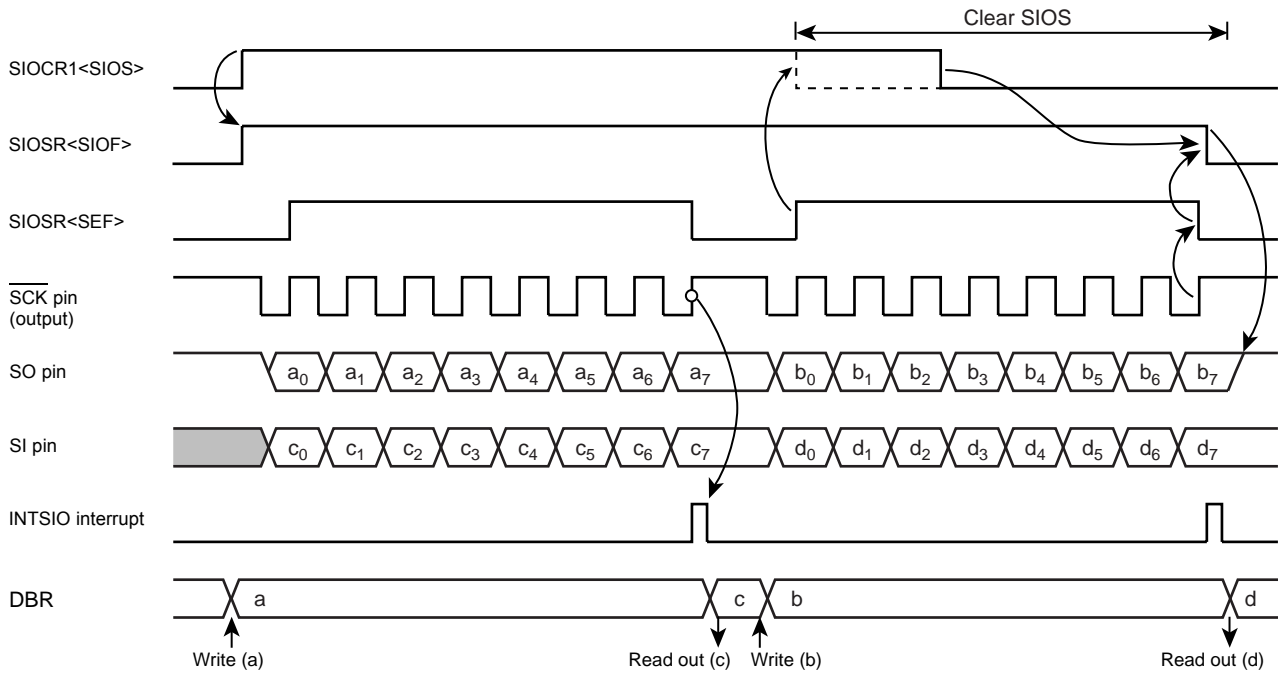 Clear SIOS
SIOCR1<SIOS>
SIOSR<SIOF>
SIOSR<SEF>
SCK pin
(output)
SO pin
a0 a1 a2 a3 a4 a5 a6 a7 b0 b1 b2 b3 b4 b5 b6 b7
SI pin
c0 c1 c2 c3 c4 c5 c6 c7 d0 d1 d2 d3 d4 d5 d6 d7
INTSIO interrupt
DBR a c b d
Write (a) Read out (c) Write (b) Read out (d)